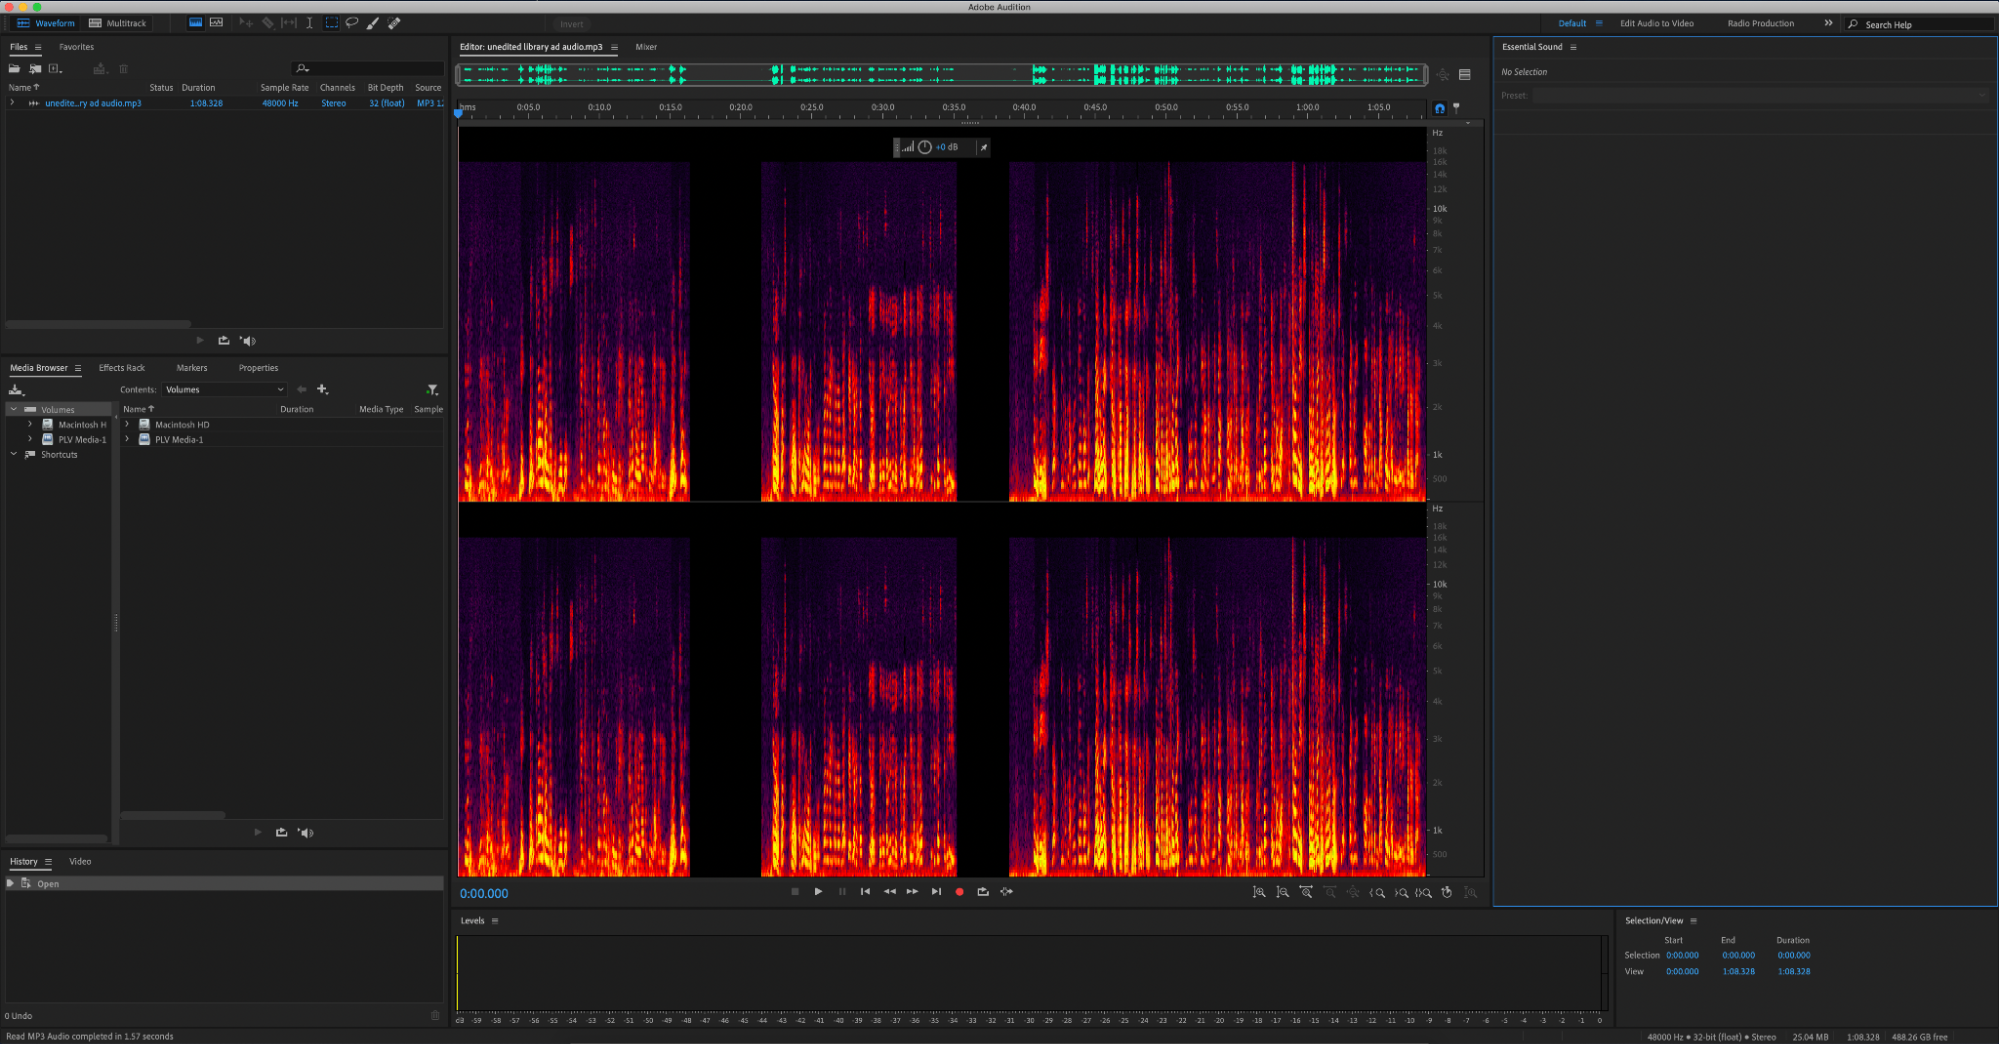 Adobe Audition
Waveform Multitrack Invert Default Edit Audio to Video Radio Production Search Help
Files Favorites
Name Status Duration Sample Rate Channels Bit Depth Source
unedite...ry ad audio.mp3 1:08.328 48000 Hz Stereo 32 (float) MP3 12
Media Browser Effects Rack Markers Properties
Contents: Volumes
Volumes
Macintosh H
PLV Media-1
Shortcuts
Name Duration Media Type Sample
Macintosh HD
PLV Media-1
History Video
Open
0 Undo
Read MP3 Audio completed in 1.57 seconds
Editor: unedited library ad audio.mp3 Mixer
hms 0:05.0 0:10.0 0:15.0 0:20.0 0:25.0 0:30.0 0:35.0 0:40.0 0:45.0 0:50.0 0:55.0 1:00.0 1:05.0
+0 dB
Hz
18k
16k
14k
12k
10k
9k
8k
7k
6k
5k
4k
3k
2k
1k
500
Hz
18k
16k
14k
12k
10k
9k
8k
7k
6k
5k
4k
3k
2k
1k
500
0:00.000
Levels
dB -59 -58 -57 -56 -55 -54 -53 -52 -51 -50 -49 -48 -47 -46 -45 -44 -43 -42 -41 -40 -39 -38 -37 -36 -35 -34 -33 -32 -31 -30 -29 -28 -27 -26 -25 -24 -23 -22 -21 -20 -19 -18 -17 -16 -15 -14 -13 -12 -11 -10 -9 -8 -7 -6 -5 -4 -3 -2 -1 0
Essential Sound
No Selection
Preset:
Selection/View
Start End Duration
Selection 0:00.000 0:00.000 0:00.000
View 0:00.000 1:08.328 1:08.328
48000 Hz • 32-bit (float) • Stereo 25.04 MB 1:08.328 488.26 GB free